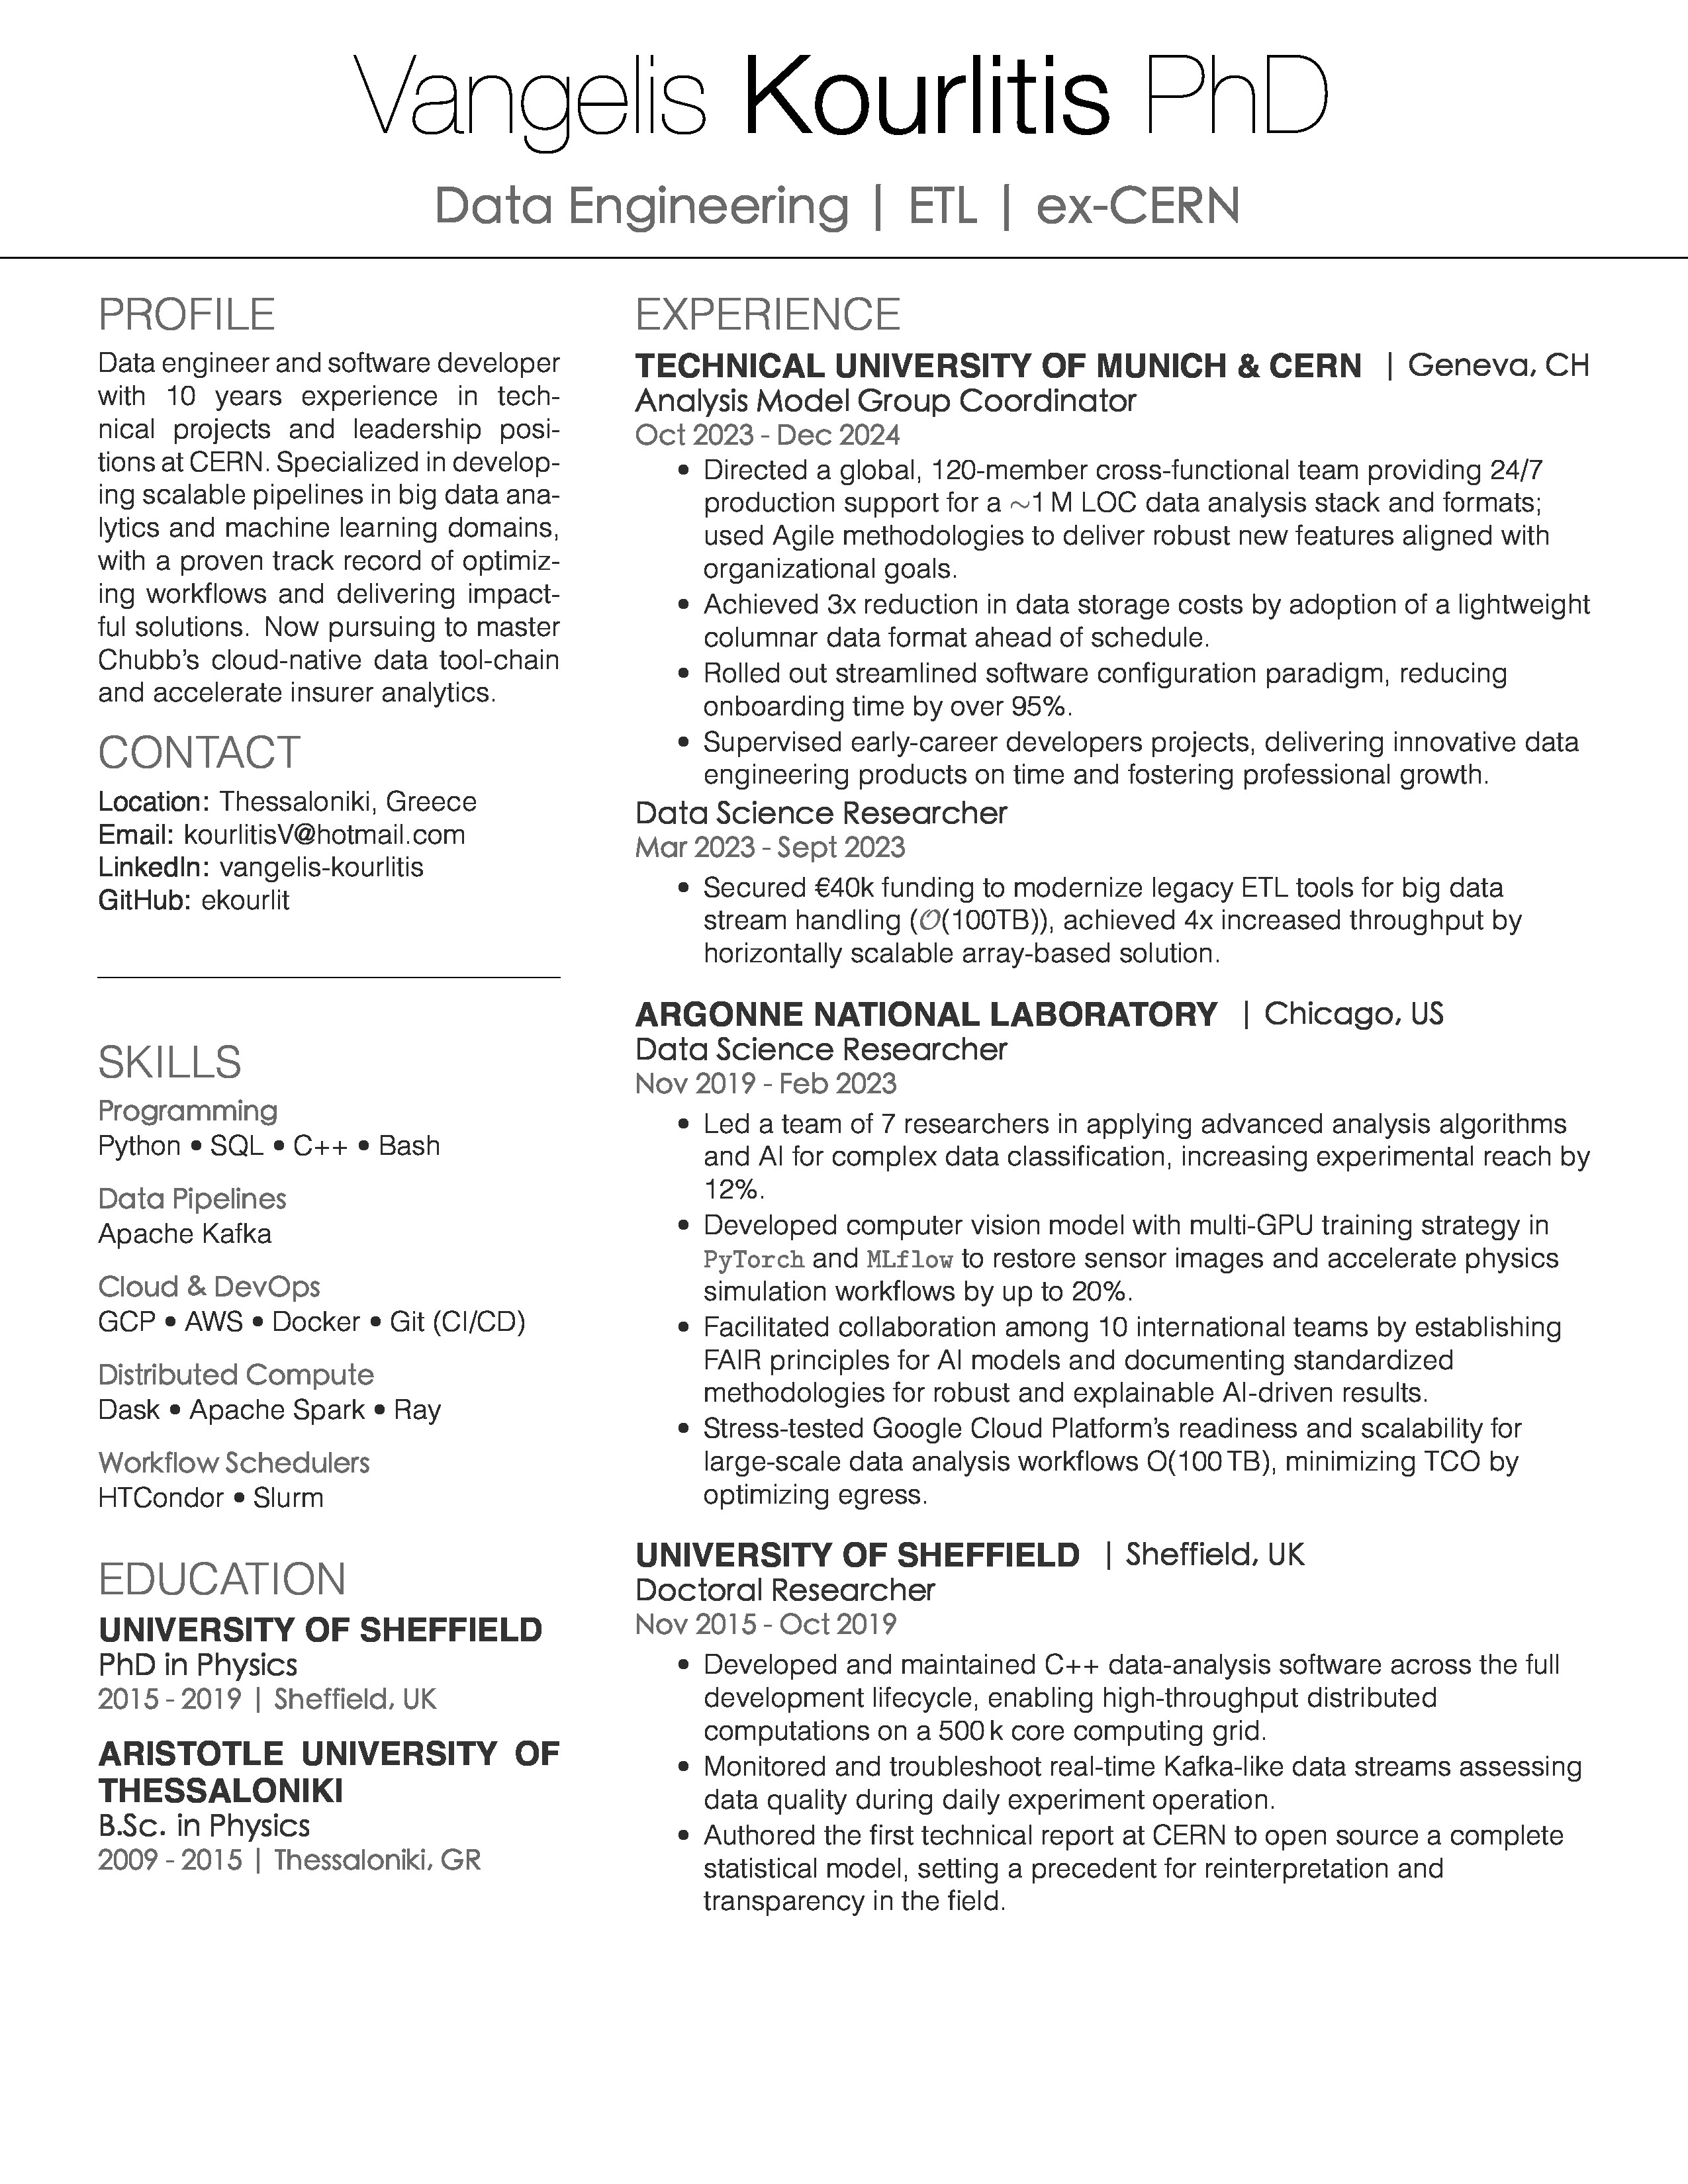 Vangelis Kourlitis PhD
Data Engineering | ETL | ex-CERN
PROFILE
Data engineer and software developer
with 10 years experience in tech-
nical projects and leadership posi-
tions at CERN. Specialized in develop-
ing scalable pipelines in big data ana-
lytics and machine learning domains,
with a proven track record of optimiz-
ing workflows and delivering impact-
ful solutions. Now pursuing to master
Chubb's cloud-native data tool-chain
and accelerate insurer analytics.
CONTACT
Location: Thessaloniki, Greece
Email: kourlitisV@hotmail.com
LinkedIn: vangelis-kourlitis
GitHub: ekourlit
SKILLS
Programming
Python • SQL • C++ • Bash
Data Pipelines
Apache Kafka
Cloud & DevOps
GCP • AWS • Docker • Git (CI/CD)
Distributed Compute
Dask • Apache Spark • Ray
Workflow Schedulers
HTCondor • Slurm
EDUCATION
UNIVERSITY OF SHEFFIELD
PhD in Physics
2015 - 2019 | Sheffield, UK
ARISTOTLE UNIVERSITY OF
THESSALONIKI
B.Sc. in Physics
2009 - 2015 | Thessaloniki, GR
EXPERIENCE
TECHNICAL UNIVERSITY OF MUNICH & CERN | Geneva, CH
Analysis Model Group Coordinator
Oct 2023 - Dec 2024
• Directed a global, 120-member cross-functional team providing 24/7
production support for a ~1 M LOC data analysis stack and formats;
used Agile methodologies to deliver robust new features aligned with
organizational goals.
• Achieved 3x reduction in data storage costs by adoption of a lightweight
columnar data format ahead of schedule.
• Rolled out streamlined software configuration paradigm, reducing
onboarding time by over 95%.
• Supervised early-career developers projects, delivering innovative data
engineering products on time and fostering professional growth.
Data Science Researcher
Mar 2023 - Sept 2023
• Secured €40k funding to modernize legacy ETL tools for big data
stream handling (𝒪(100TB)), achieved 4x increased throughput by
horizontally scalable array-based solution.
ARGONNE NATIONAL LABORATORY | Chicago, US
Data Science Researcher
Nov 2019 - Feb 2023
• Led a team of 7 researchers in applying advanced analysis algorithms
and AI for complex data classification, increasing experimental reach by
12%.
• Developed computer vision model with multi-GPU training strategy in
PyTorch and MLflow to restore sensor images and accelerate physics
simulation workflows by up to 20%.
• Facilitated collaboration among 10 international teams by establishing
FAIR principles for AI models and documenting standardized
methodologies for robust and explainable AI-driven results.
• Stress-tested Google Cloud Platform's readiness and scalability for
large-scale data analysis workflows O(100 TB), minimizing TCO by
optimizing egress.
UNIVERSITY OF SHEFFIELD | Sheffield, UK
Doctoral Researcher
Nov 2015 - Oct 2019
• Developed and maintained C++ data-analysis software across the full
development lifecycle, enabling high-throughput distributed
computations on a 500 k core computing grid.
• Monitored and troubleshoot real-time Kafka-like data streams assessing
data quality during daily experiment operation.
• Authored the first technical report at CERN to open source a complete
statistical model, setting a precedent for reinterpretation and
transparency in the field.